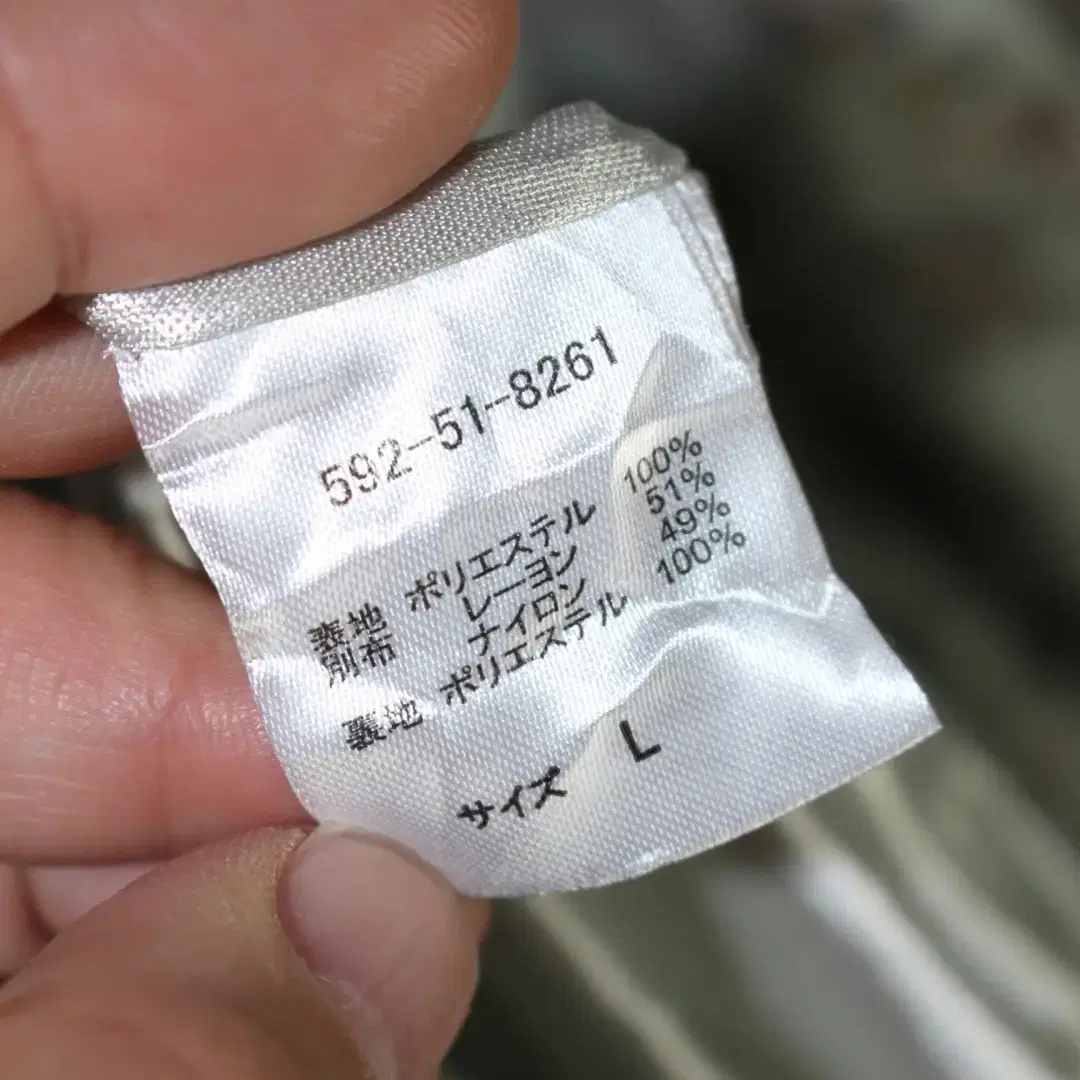 592-51-8261
表地 ポリエステル 100%
別布 レーヨン 51%
ナイロン 49%
裏地 ポリエステル 100%
サイズ L